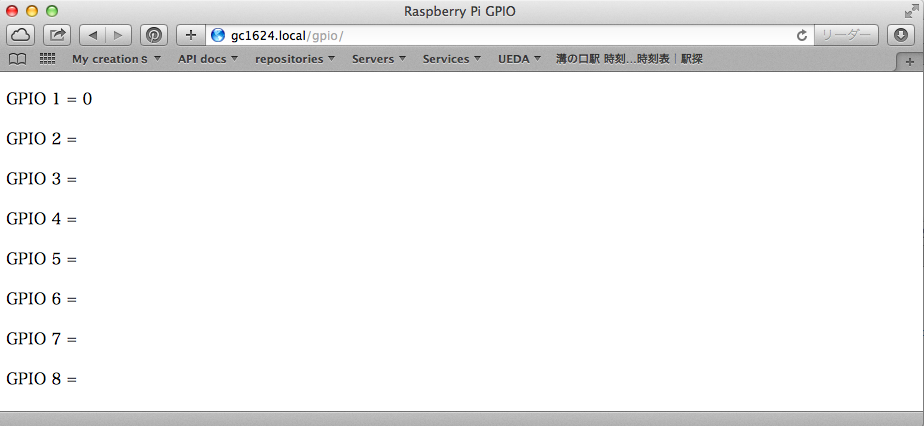 Raspberry Pi GPIO
gc1624.local/gpio/
リーダー
My creation s ▼ API docs ▼ repositories ▼ Servers ▼ Services ▼ UEDA ▼ 溝の口駅 時刻...時刻表｜駅探
GPIO 1 = 0
GPIO 2 =
GPIO 3 =
GPIO 4 =
GPIO 5 =
GPIO 6 =
GPIO 7 =
GPIO 8 =